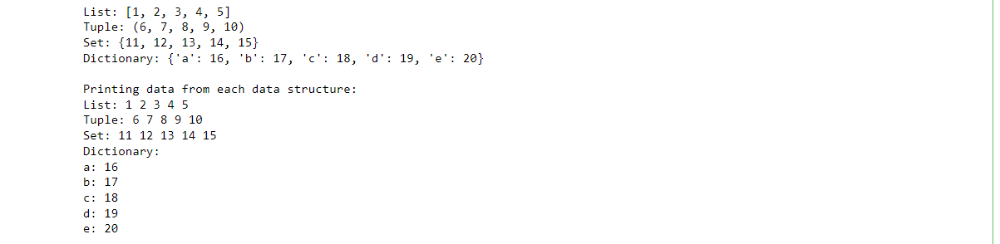 List: [1, 2, 3, 4, 5]
Tuple: (6, 7, 8, 9, 10)
Set: {11, 12, 13, 14, 15}
Dictionary: {'a': 16, 'b': 17, 'c': 18, 'd': 19, 'e': 20}
Printing data from each data structure:
List: 1 2 3 4 5
Tuple: 6 7 8 9 10
Set: 11 12 13 14 15
Dictionary:
a: 16
b: 17
c: 18
d: 19
e: 20